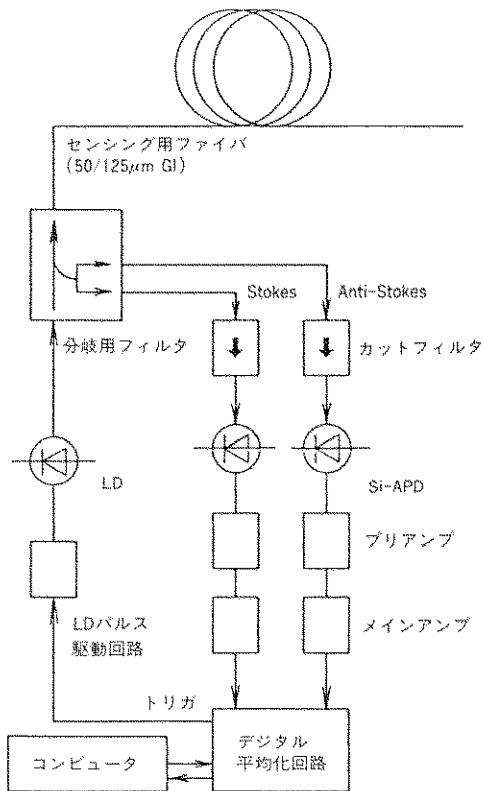 センシング用ファイバ
(50/125μm GI)
Stokes
Anti-Stokes
分岐用フィルタ
カットフィルタ
LD
Si-APD
プリアンプ
LDパルス
駆動回路
メインアンプ
トリガ
デジタル
平均化回路
コンピュータ